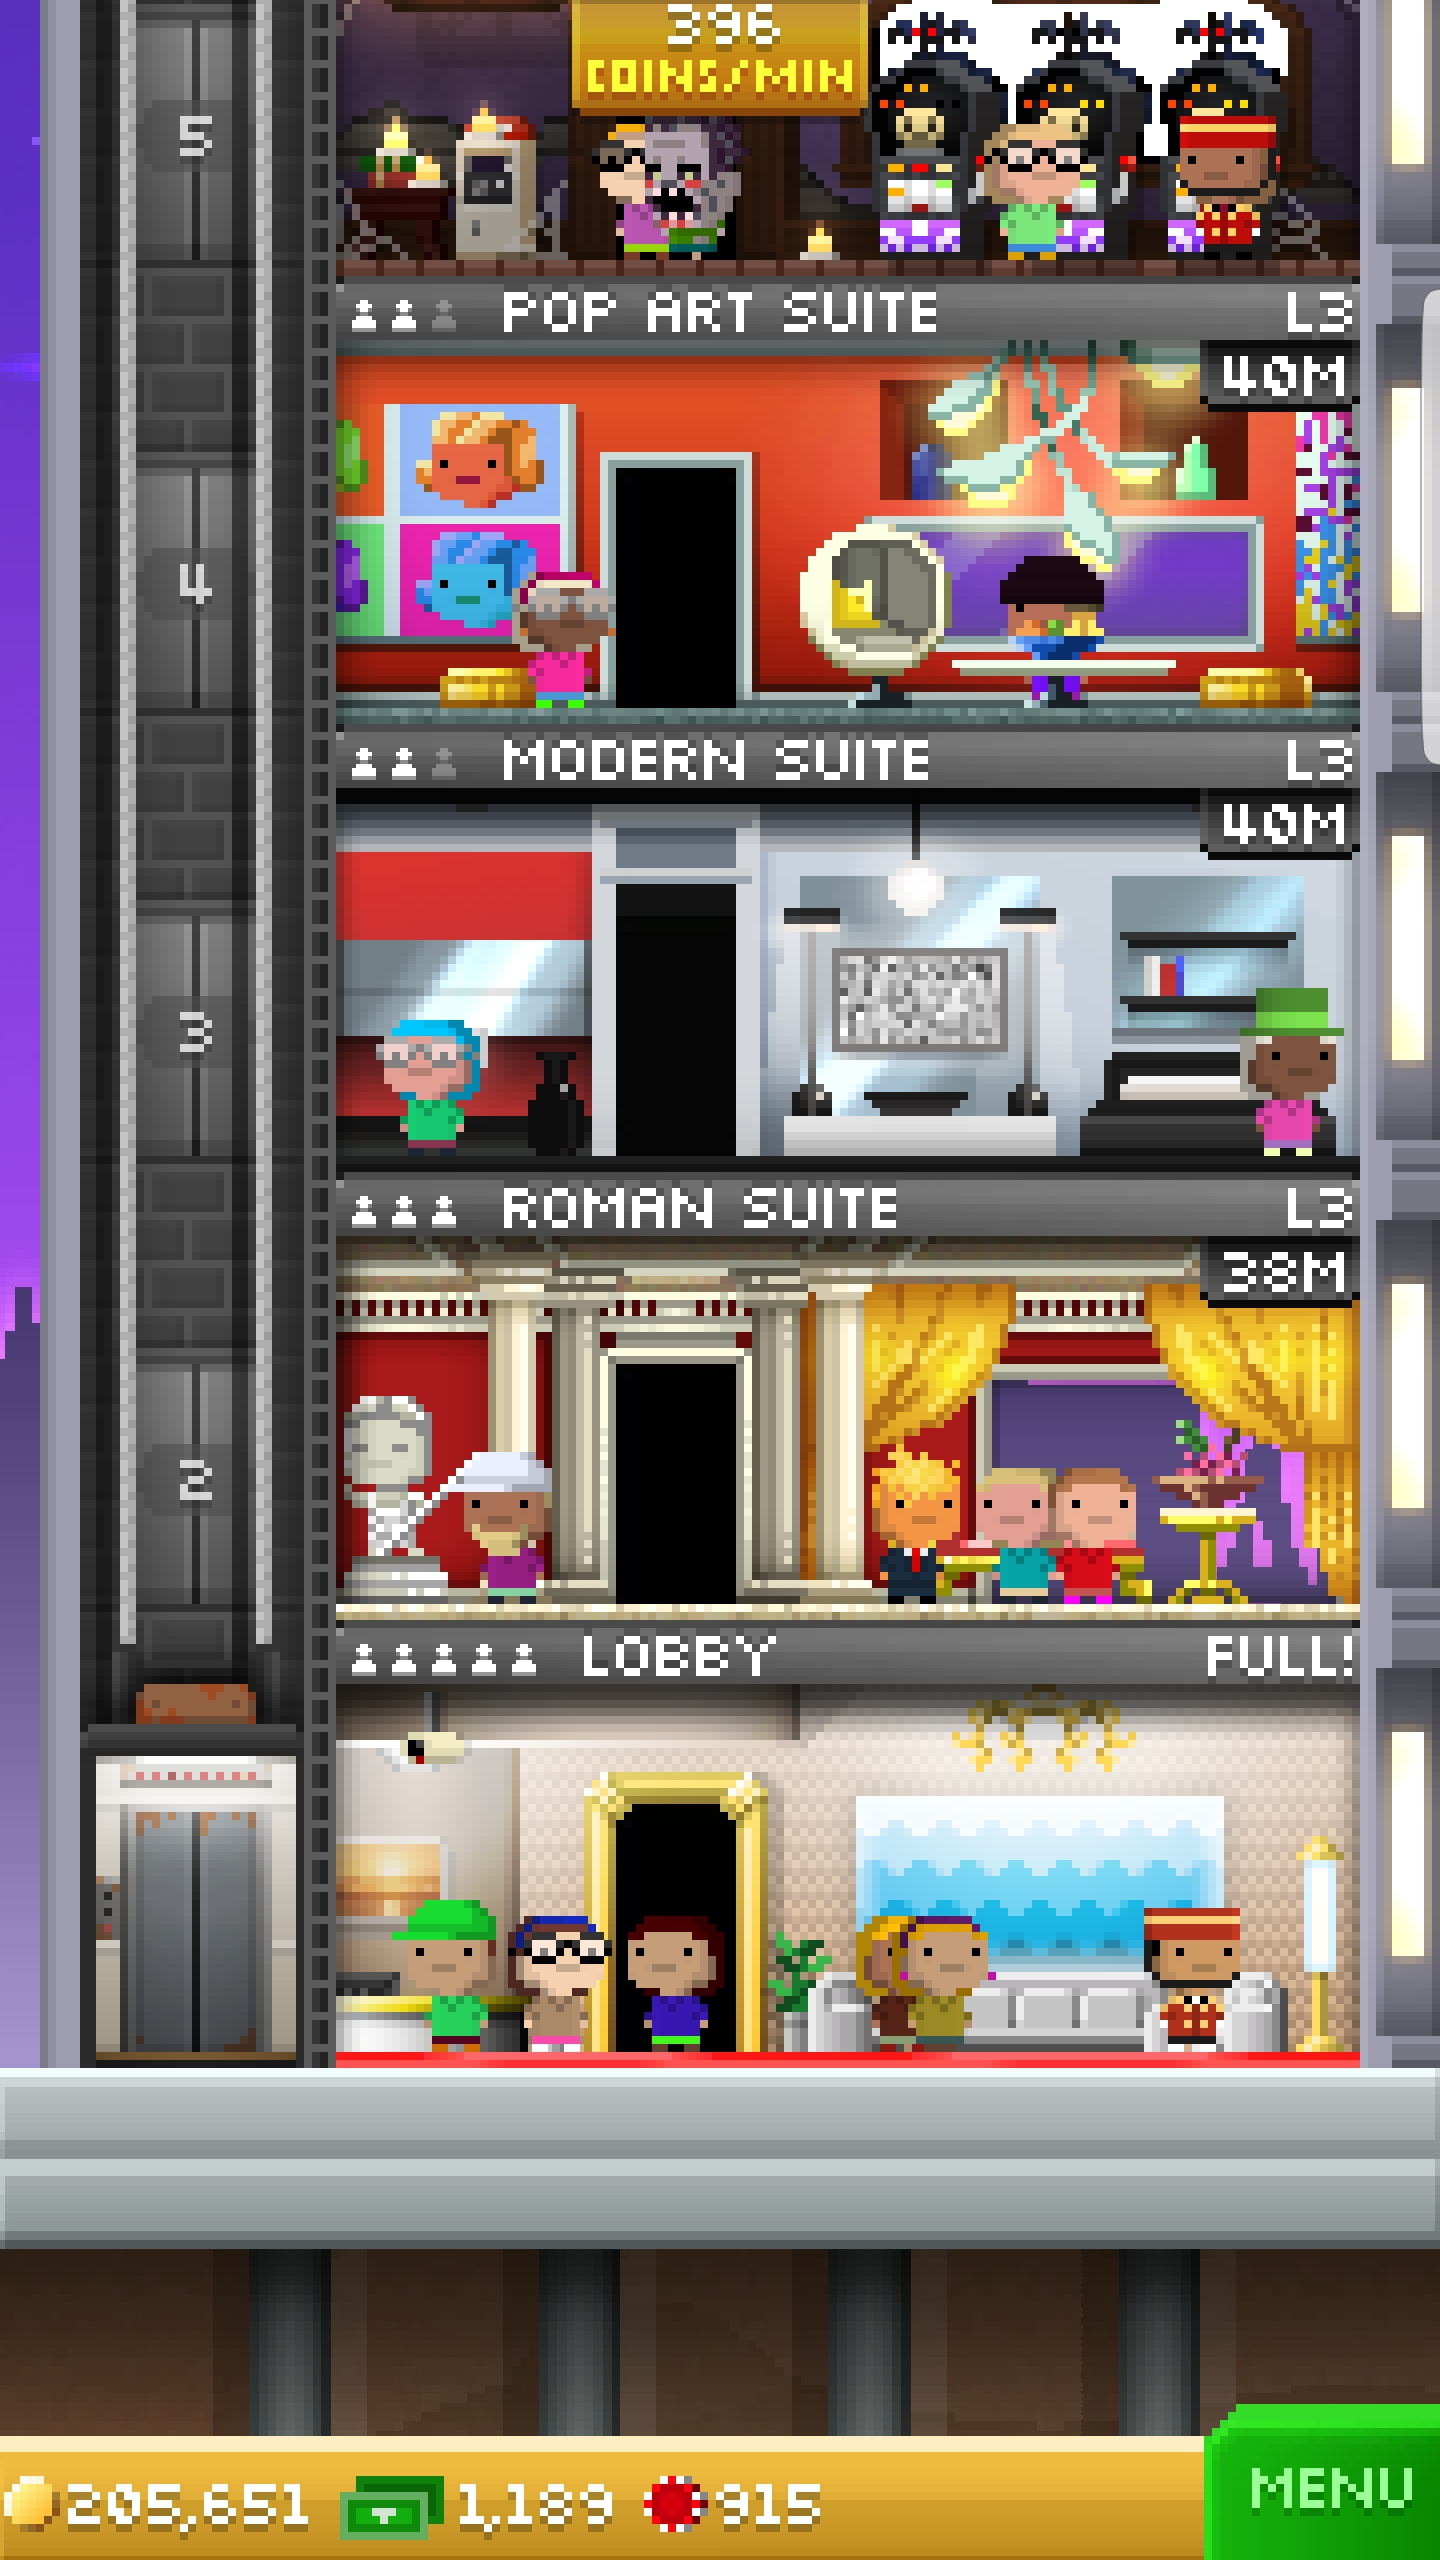 396
COINS/MIN
5
POP ART SUITE L3
40M
4
MODERN SUITE L3
40M
3
ROMAN SUITE L3
38M
2
LOBBY FULL!
205,651 1,189 915 MENU